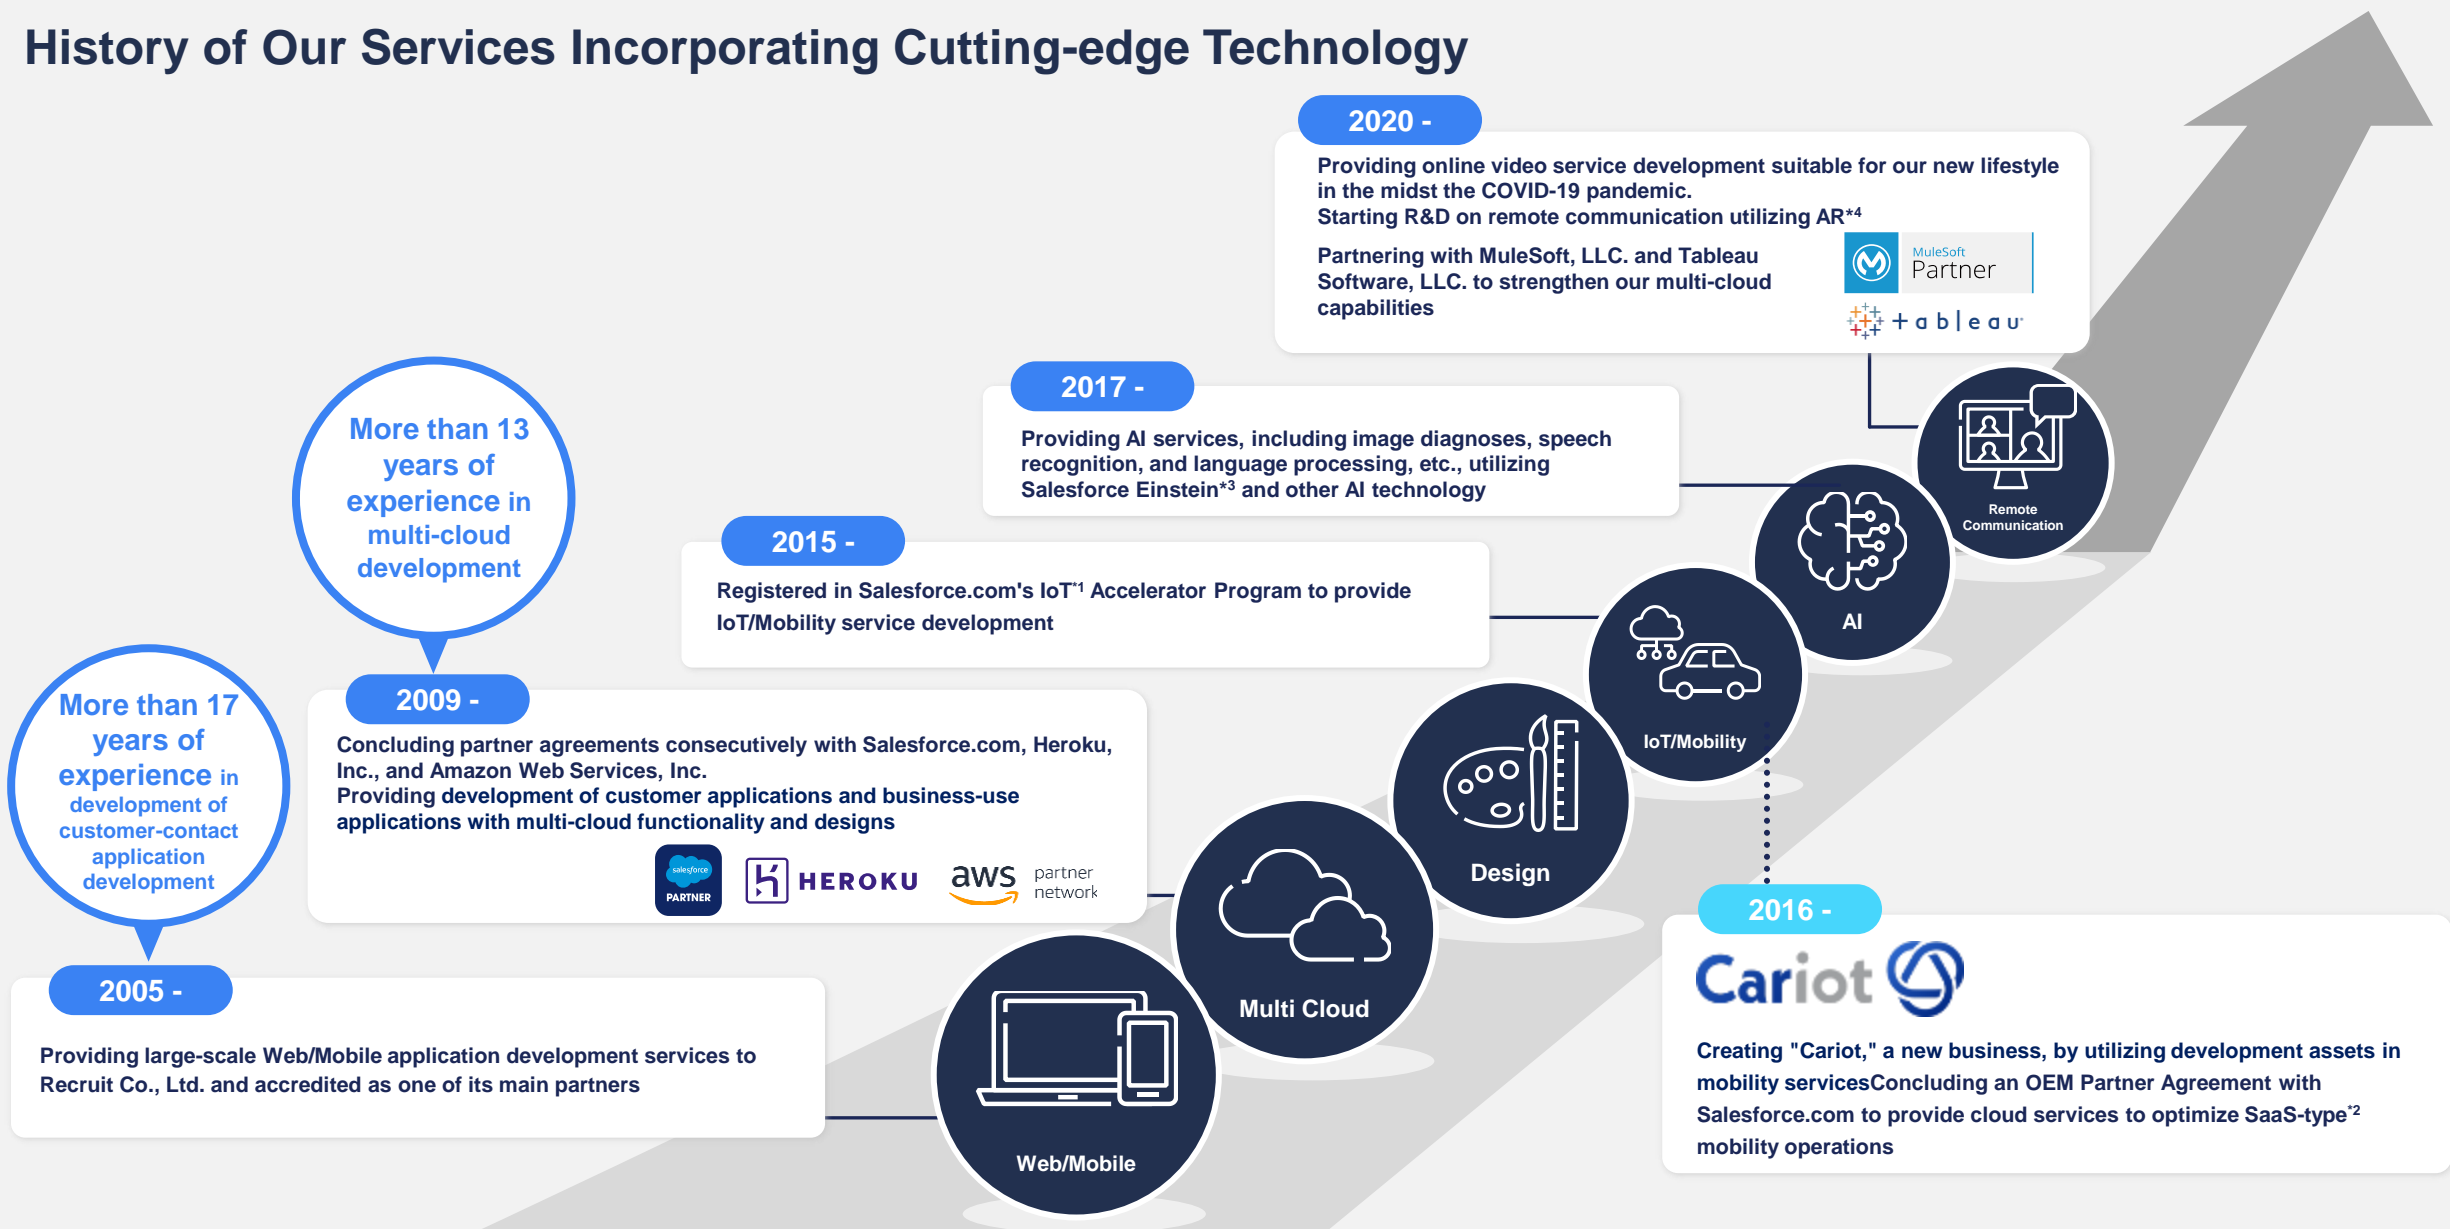 History of Our Services Incorporating Cutting-edge Technology
2020 -
Providing online video service development suitable for our new lifestyle
in the midst the COVID-19 pandemic.
Starting R&D on remote communication utilizing AR*4
Partnering with MuleSoft, LLC. and Tableau
Software, LLC. to strengthen our multi-cloud
capabilities
MuleSoft
Partner
+ableau
Remote
Communication
2017 -
Providing AI services, including image diagnoses, speech
recognition, and language processing, etc., utilizing
Salesforce Einstein*3 and other AI technology
AI
2015 -
Registered in Salesforce.com's IoT*1 Accelerator Program to provide
IoT/Mobility service development
IoT/Mobility
More than 13
years of
experience in
multi-cloud
development
2009 -
Concluding partner agreements consecutively with Salesforce.com, Heroku,
Inc., and Amazon Web Services, Inc.
Providing development of customer applications and business-use
applications with multi-cloud functionality and designs
salesforce
PARTNER
HEROKU
aws
partner
network
Design
Multi Cloud
More than 17
years of
experience in
development of
customer-contact
application
development
2005 -
Providing large-scale Web/Mobile application development services to
Recruit Co., Ltd. and accredited as one of its main partners
Web/Mobile
2016 -
Cariot
Creating "Cariot," a new business, by utilizing development assets in
mobility servicesConcluding an OEM Partner Agreement with
Salesforce.com to provide cloud services to optimize SaaS-type*2
mobility operations